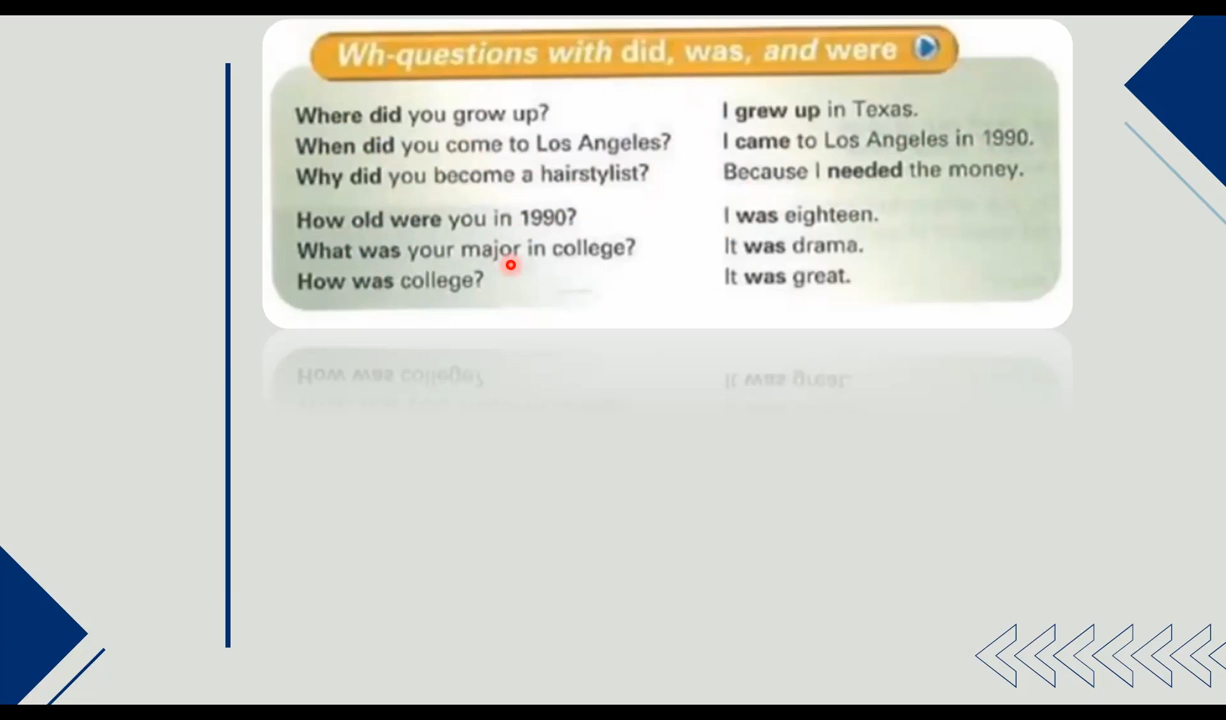 Wh-questions with did, was, and were
Where did you grow up? I grew up in Texas.
When did you come to Los Angeles? I came to Los Angeles in 1990.
Why did you become a hairstylist? Because I needed the money.
How old were you in 1990? I was eighteen.
What was your major in college? It was drama.
How was college? It was great.